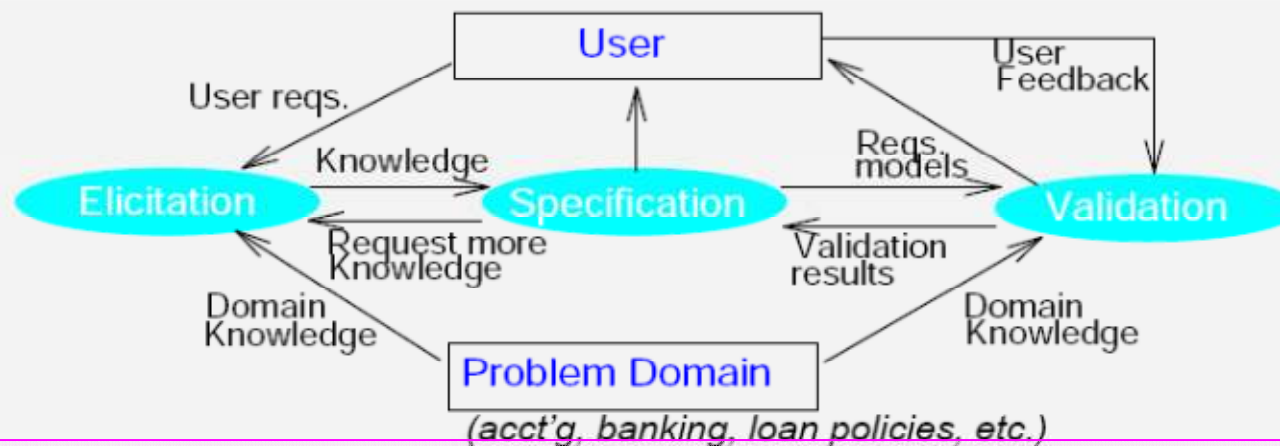 User
User
Feedback
User reqs.
Knowledge
Reqs.
models
Elicitation
Specification
Validation
Request more
Knowledge
Validation
results
Domain
Knowledge
Domain
Knowledge
Problem Domain
(acct'g, banking, loan policies, etc.)